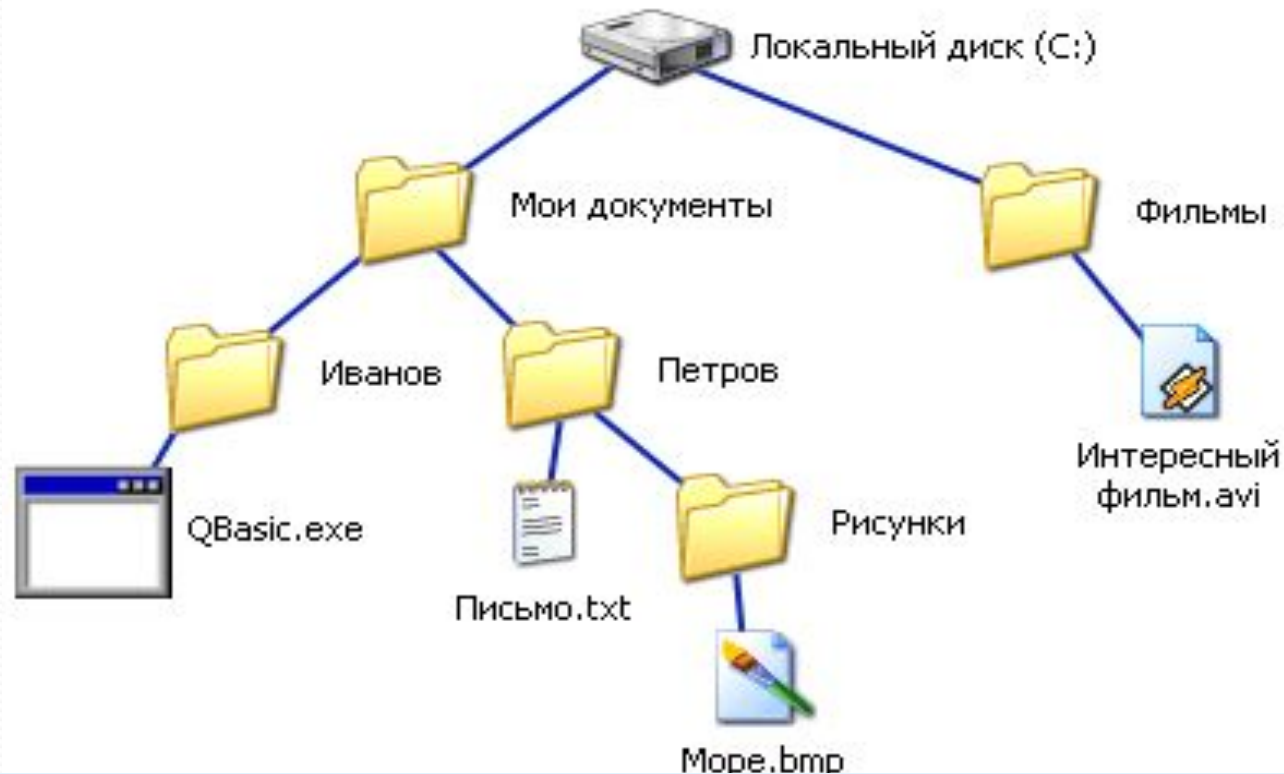 Локальный диск (C:)
Мои документы
Фильмы
Иванов
Петров
Интересный
фильм.avi
QBasic.exe
Рисунки
Письмо.txt
Море.bmp